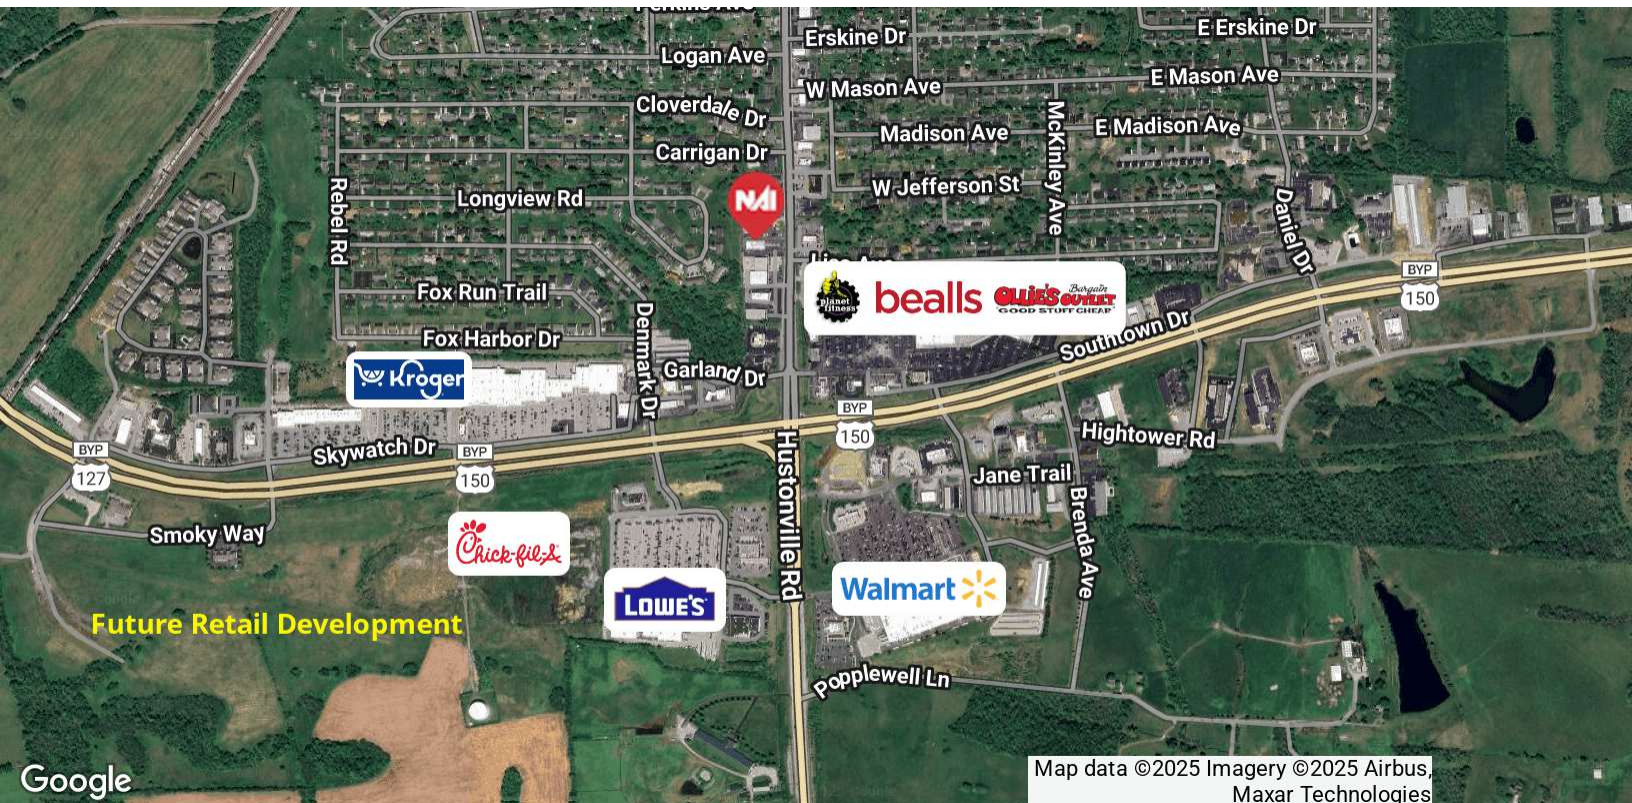 Perkins Ave
Logan Ave
Erskine Dr
E Erskine Dr
W Mason Ave
E Mason Ave
Cloverdale Dr
McKinley Ave
Madison Ave
E Madison Ave
Carrigan Dr
Rebel Rd
Longview Rd
NAI
W Jefferson St
Daniel Dr
Lisa Ave
BYP
150
Fox Run Trail
Denmark Dr
planet
fitness
bealls
OLLIE'S
Bargain
OUTLET
"GOOD STUFF CHEAP"
Southtown Dr
Fox Harbor Dr
Kroger
Garland Dr
BYP
150
Hightower Rd
Skywatch Dr
BYP
127
BYP
150
Hustonville Rd
Jane Trail
Brenda Ave
Smoky Way
Chick-fil-A
LOWE'S
Walmart
Future Retail Development
Popplewell Ln
Google
Map data ©2025 Imagery ©2025 Airbus,
Maxar Technologies